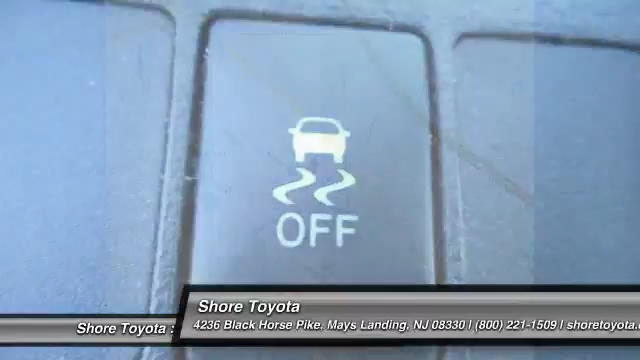 OFF
Shore Toyota
Shore Toyota :
4236 Black Horse Pike. Mays Landing, NJ 08330 | (800) 221-1509 | shoretoyota.